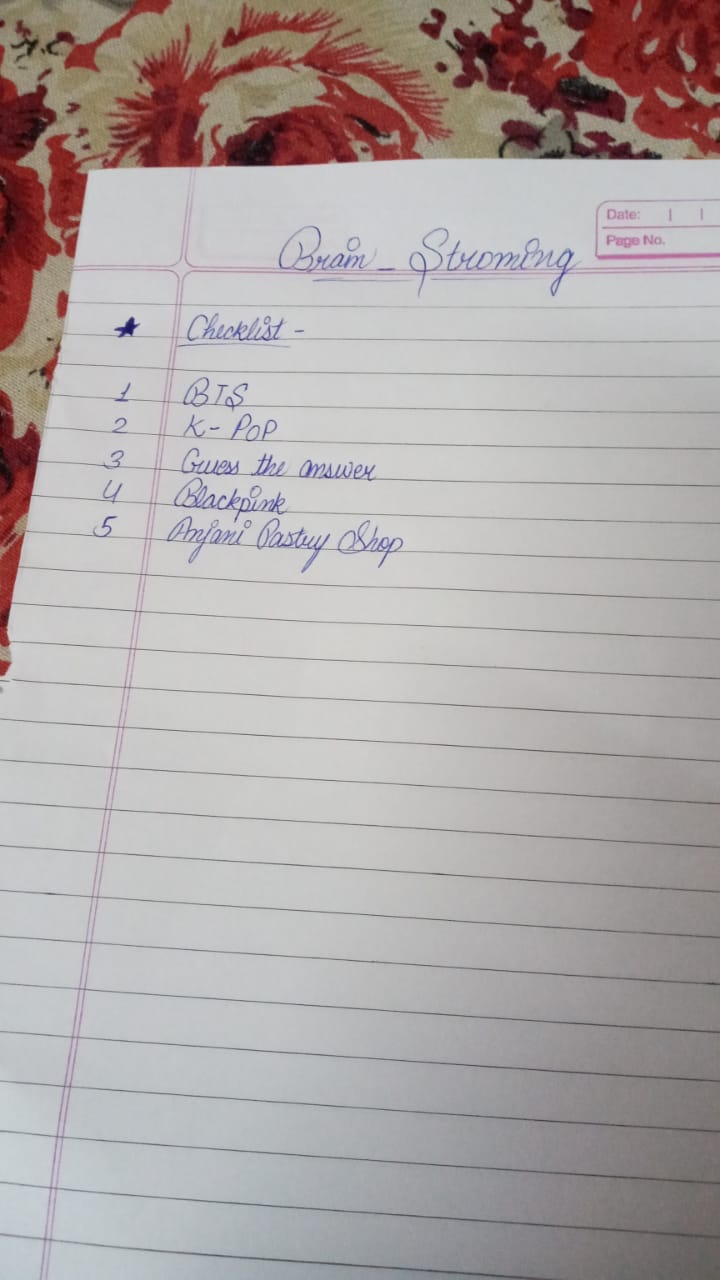 Date: | |
Page No.
Brain - Stroming
★ Checklist -
1 BTS
2 K-POP
3 Guess the answer
4 Blackpink
5 Anjani Pastry Shop